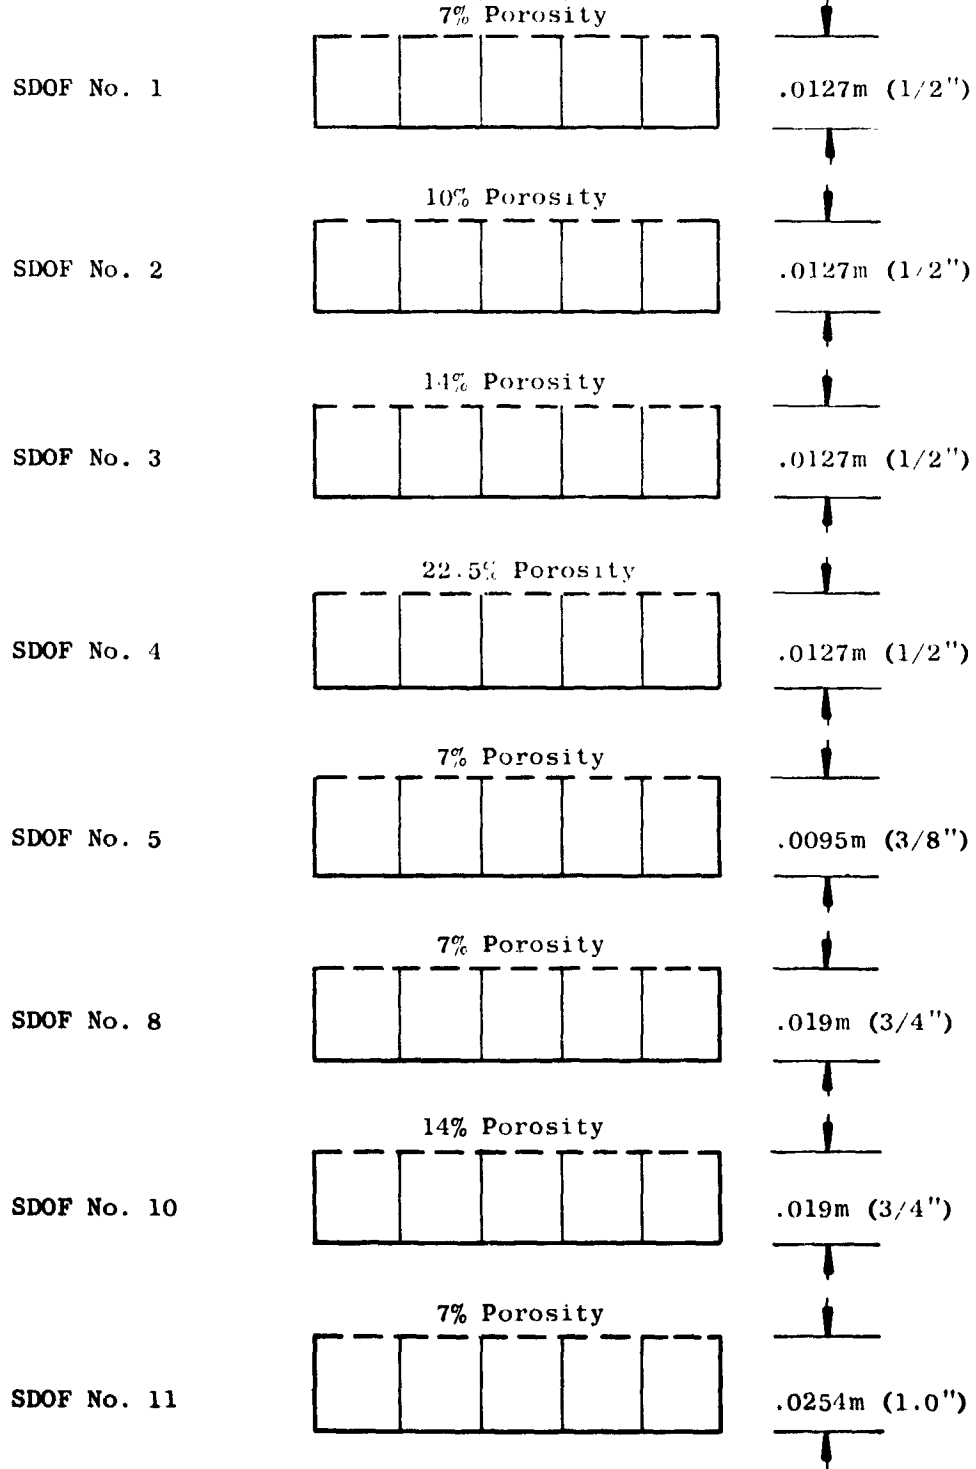 7% Porosity
SDOF No. 1
.0127m (1/2")
10% Porosity
SDOF No. 2
.0127m (1/2")
14% Porosity
SDOF No. 3
.0127m (1/2")
22.5% Porosity
SDOF No. 4
.0127m (1/2")
7% Porosity
SDOF No. 5
.0095m (3/8")
7% Porosity
SDOF No. 8
.019m (3/4")
14% Porosity
SDOF No. 10
.019m (3/4")
7% Porosity
SDOF No. 11
.0254m (1.0")